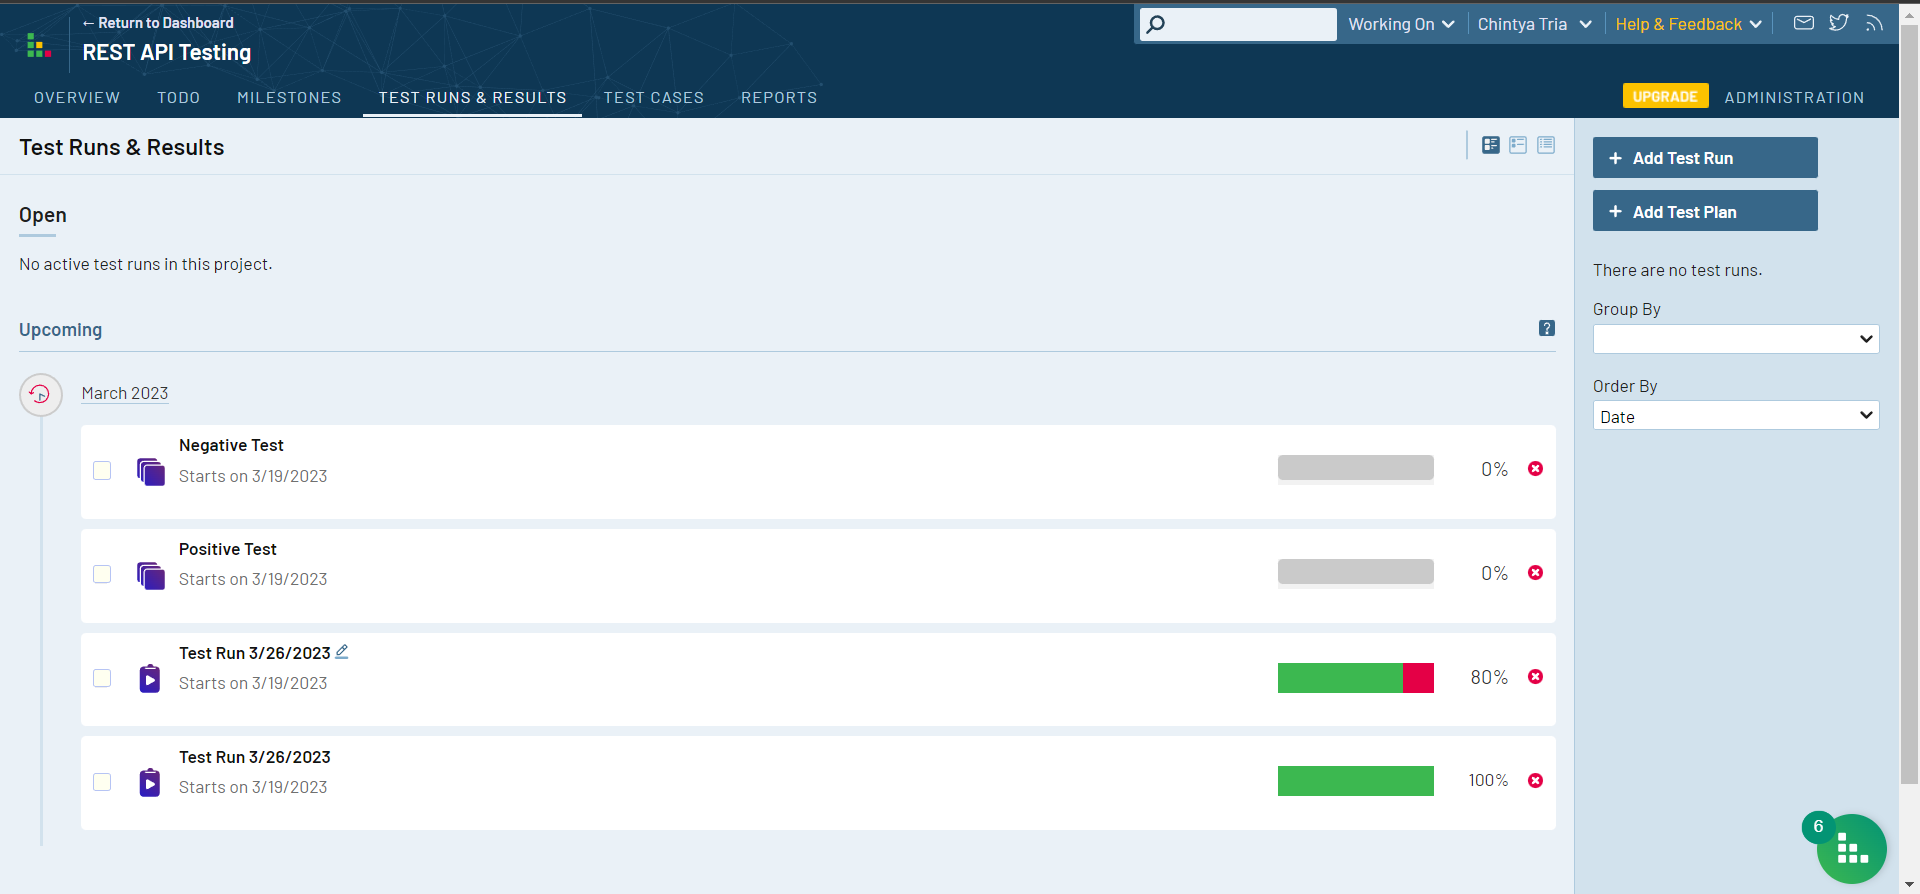 ← Return to Dashboard
REST API Testing
Working On
Chintya Tria
Help & Feedback
OVERVIEW
TODO
MILESTONES
TEST RUNS & RESULTS
TEST CASES
REPORTS
UPGRADE
ADMINISTRATION
Test Runs & Results
Open
No active test runs in this project.
Upcoming
?
March 2023
Negative Test
Starts on 3/19/2023
0%
Positive Test
Starts on 3/19/2023
0%
Test Run 3/26/2023
Starts on 3/19/2023
80%
Test Run 3/26/2023
Starts on 3/19/2023
100%
+ Add Test Run
+ Add Test Plan
There are no test runs.
Group By
Order By
Date
6